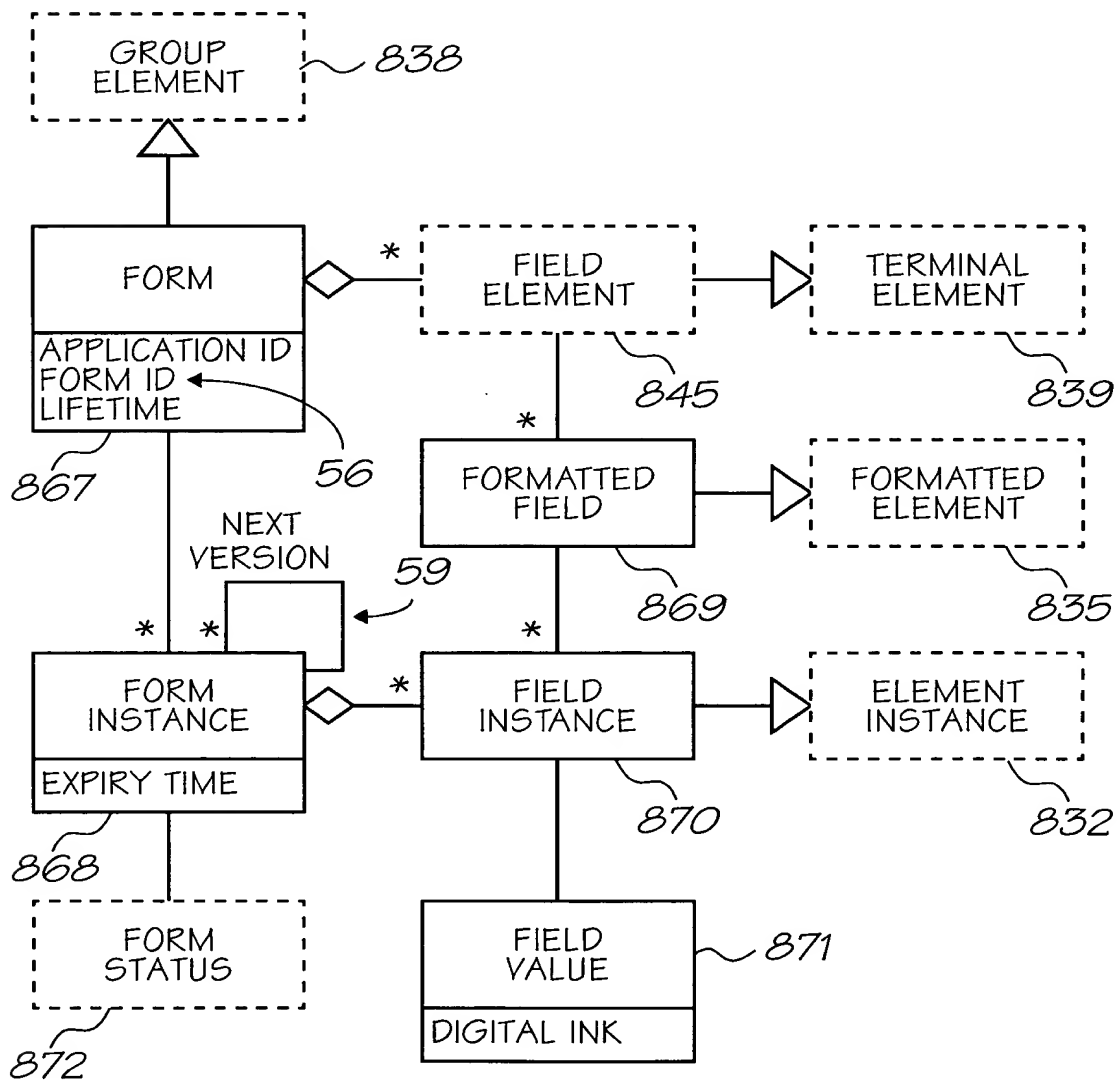 GROUP
ELEMENT
838
FORM
*
FIELD
ELEMENT
TERMINAL
ELEMENT
APPLICATION ID
FORM ID
LIFETIME
845
839
867
56
*
FORMATTED
FIELD
FORMATTED
ELEMENT
NEXT
VERSION
59
869
835
*
*
*
FORM
INSTANCE
*
FIELD
INSTANCE
ELEMENT
INSTANCE
EXPIRY TIME
868
870
832
FORM
STATUS
FIELD
VALUE
871
DIGITAL INK
872